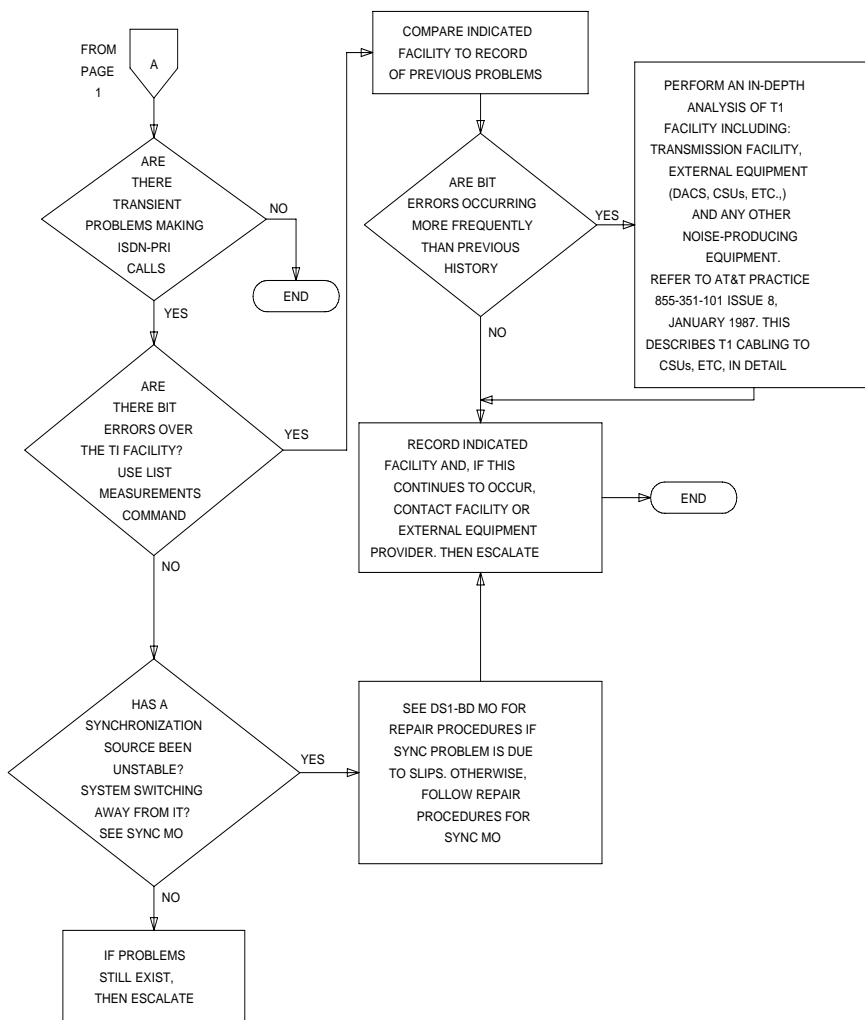 FROM
PAGE
1
A
ARE
THERE
TRANSIENT
PROBLEMS MAKING
ISDN-PRI
CALLS
NO
END
YES
ARE
THERE BIT
ERRORS OVER
THE TI FACILITY?
USE LIST
MEASUREMENTS
COMMAND
YES
NO
HAS A
SYNCHRONIZATION
SOURCE BEEN
UNSTABLE?
SYSTEM SWITCHING
AWAY FROM IT?
SEE SYNC MO
YES
NO
IF PROBLEMS
STILL EXIST,
THEN ESCALATE
COMPARE INDICATED
FACILITY TO RECORD
OF PREVIOUS PROBLEMS
ARE BIT
ERRORS OCCURRING
MORE FREQUENTLY
THAN PREVIOUS
HISTORY
YES
NO
PERFORM AN IN-DEPTH
ANALYSIS OF T1
FACILITY INCLUDING:
TRANSMISSION FACILITY,
EXTERNAL EQUIPMENT
(DACS, CSUs, ETC.,)
AND ANY OTHER
NOISE-PRODUCING
EQUIPMENT.
REFER TO AT&T PRACTICE
855-351-101 ISSUE 8,
JANUARY 1987. THIS
DESCRIBES T1 CABLING TO
CSUs, ETC, IN DETAIL
RECORD INDICATED
FACILITY AND, IF THIS
CONTINUES TO OCCUR,
CONTACT FACILITY OR
EXTERNAL EQUIPMENT
PROVIDER. THEN ESCALATE
END
SEE DS1-BD MO FOR
REPAIR PROCEDURES IF
SYNC PROBLEM IS DUE
TO SLIPS. OTHERWISE,
FOLLOW REPAIR
PROCEDURES FOR
SYNC MO